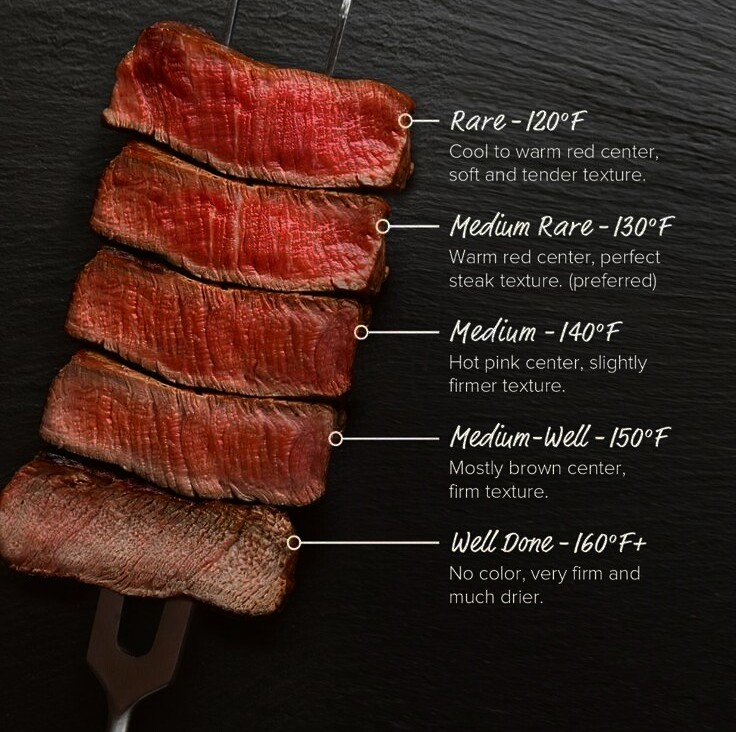 Rare - 120°F
Cool to warm red center,
soft and tender texture.
Medium Rare - 130°F
Warm red center, perfect
steak texture. (preferred)
Medium - 140°F
Hot pink center, slightly
firmer texture.
Medium-Well - 150°F
Mostly brown center,
firm texture.
Well Done - 160°F+
No color, very firm and
much drier.